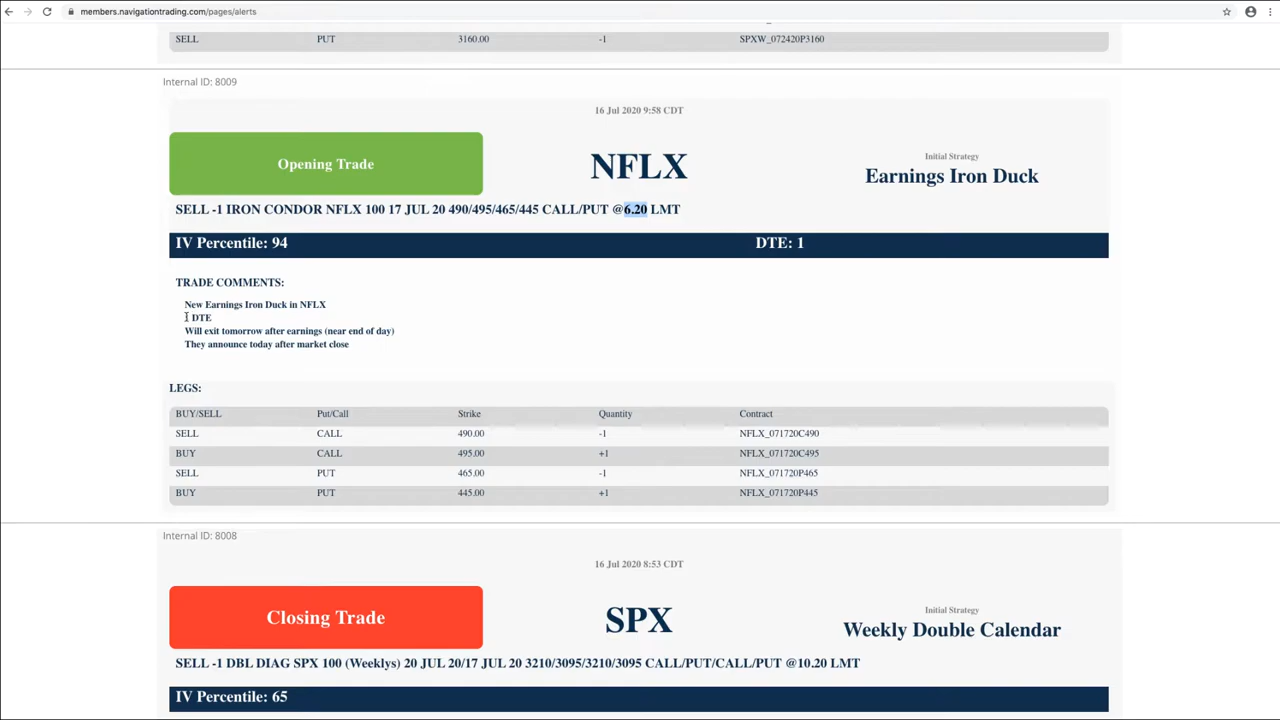 members.navigationtrading.com/pages/alerts
SELL PUT 3160.00 -1 SPXW_072420P3160
Internal ID: 8009
16 Jul 2020 9:58 CDT
Opening Trade
NFLX
Initial Strategy
Earnings Iron Duck
SELL -1 IRON CONDOR NFLX 100 17 JUL 20 490/495/465/445 CALL/PUT @6.20 LMT
IV Percentile: 94 DTE: 1
TRADE COMMENTS:
New Earnings Iron Duck in NFLX
DTE
Will exit tomorrow after earnings (near end of day)
They announce today after market close
LEGS:
BUY/SELL Put/Call Strike Quantity Contract
SELL CALL 490.00 -1 NFLX_071720C490
BUY CALL 495.00 +1 NFLX_071720C495
SELL PUT 465.00 -1 NFLX_071720P465
BUY PUT 445.00 +1 NFLX_071720P445
Internal ID: 8008
16 Jul 2020 8:53 CDT
Closing Trade
SPX
Initial Strategy
Weekly Double Calendar
SELL -1 DBL DIAG SPX 100 (Weeklys) 20 JUL 20/17 JUL 20 3210/3095/3210/3095 CALL/PUT/CALL/PUT @10.20 LMT
IV Percentile: 65